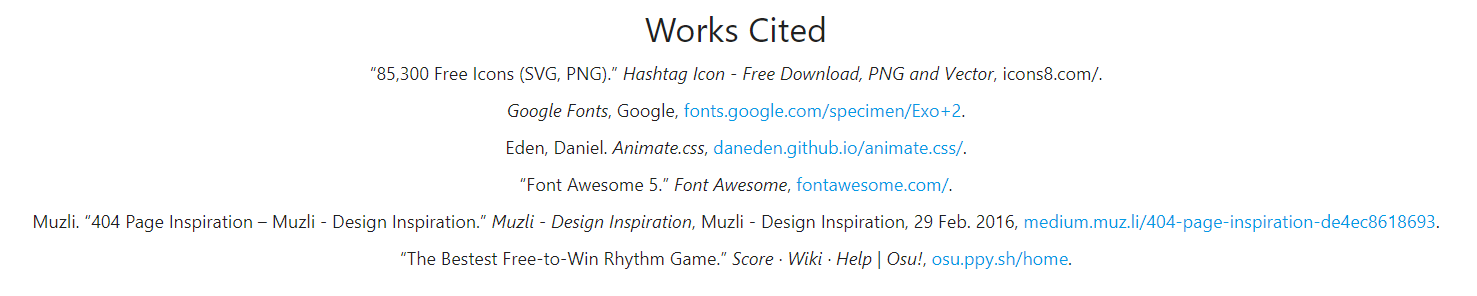 Works Cited
“85,300 Free Icons (SVG, PNG).” Hashtag Icon - Free Download, PNG and Vector, icons8.com/.
Google Fonts, Google, fonts.google.com/specimen/Exo+2.
Eden, Daniel. Animate.css, daneden.github.io/animate.css/.
“Font Awesome 5.” Font Awesome, fontawesome.com/.
Muzli. “404 Page Inspiration – Muzli - Design Inspiration.” Muzli - Design Inspiration, Muzli - Design Inspiration, 29 Feb. 2016, medium.muz.li/404-page-inspiration-de4ec8618693.
“The Bestest Free-to-Win Rhythm Game.” Score · Wiki · Help | Osu!, osu.ppy.sh/home.